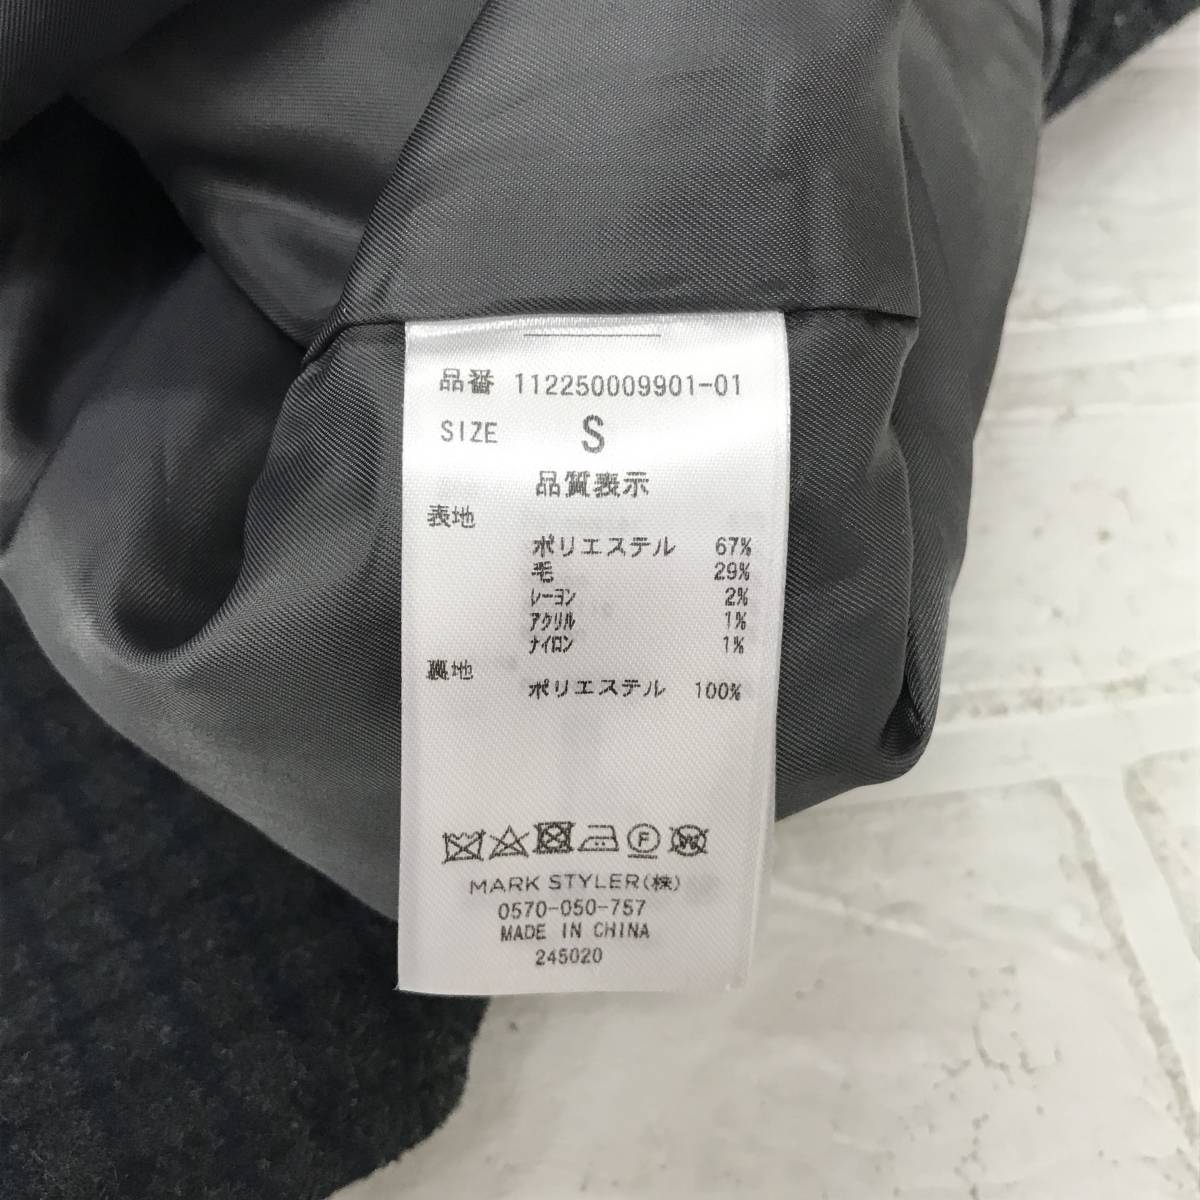 品番 112250009901-01
SIZE S
品質表示
表地
ポリエステル 67%
毛 29%
レーヨン 2%
アクリル 1%
ナイロン 1%
裏地
ポリエステル 100%
F W
MARK STYLER(株)
0570-050-757
MADE IN CHINA
245020